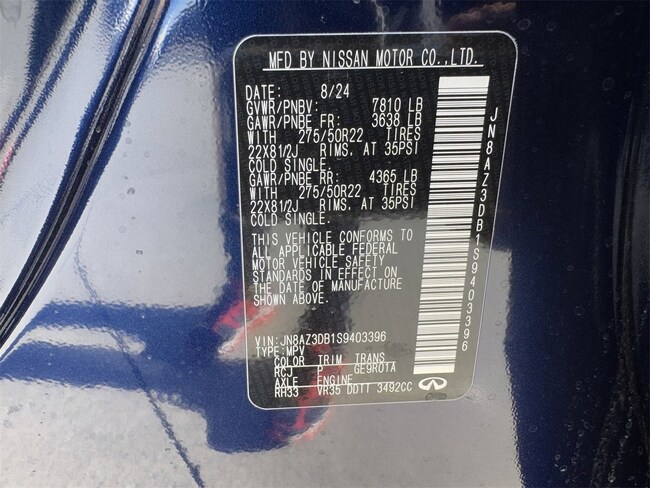 MFD BY NISSAN MOTOR CO.,LTD.
DATE: 8/24
GVWR/PNBV: 7810 LB
GAWR/PNBE FR: 3638 LB
WITH 275/50R22 TIRES
22X81/2J RIMS, AT 35PSI
COLD SINGLE.
GAWR/PNBE RR: 4365 LB
WITH 275/50R22 TIRES
22X81/2J RIMS, AT 35PSI
COLD SINGLE.
THIS VEHICLE CONFORMS TO
ALL APPLICABLE FEDERAL
MOTOR VEHICLE SAFETY
STANDARDS IN EFFECT ON
THE DATE OF MANUFACTURE
SHOWN ABOVE.
VIN: JN8AZ3DB1S9403396
TYPE: MPV
COLOR TRIM TRANS
RCJ P GE9R01A
AXLE ENGINE
RH33 VR35 DDTT 3492CC
JN8AZ3DB1S9403396